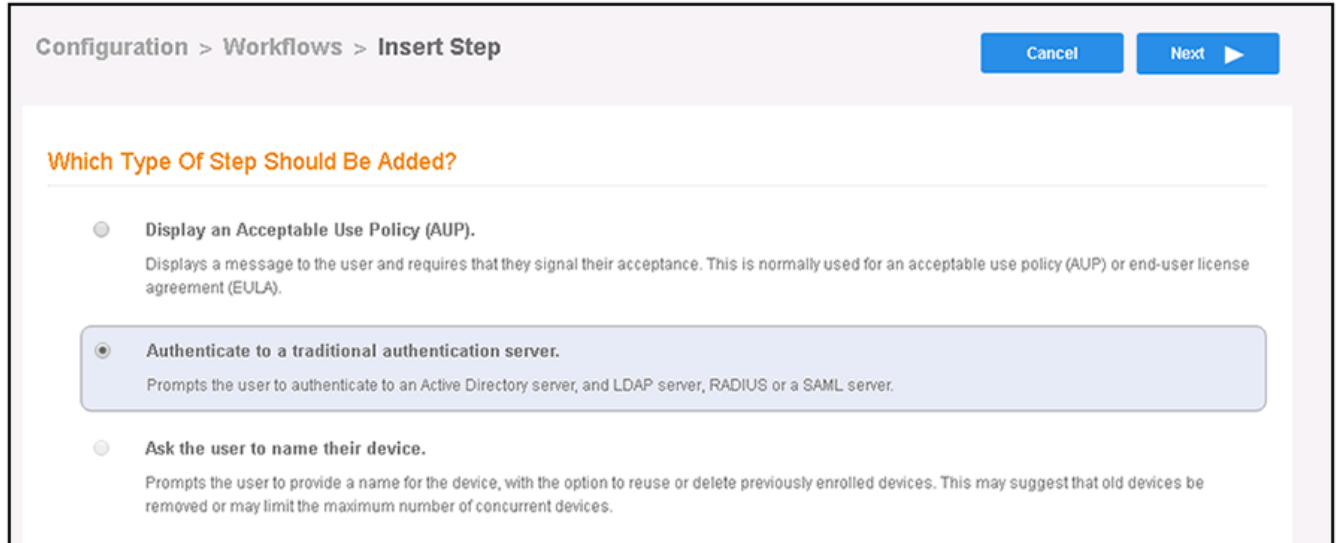 Configuration > Workflows > Insert Step
Cancel
Next
Which Type Of Step Should Be Added?
Display an Acceptable Use Policy (AUP).
Displays a message to the user and requires that they signal their acceptance. This is normally used for an acceptable use policy (AUP) or end-user license
agreement (EULA).
Authenticate to a traditional authentication server.
Prompts the user to authenticate to an Active Directory server, and LDAP server, RADIUS or a SAML server.
Ask the user to name their device.
Prompts the user to provide a name for the device, with the option to reuse or delete previously enrolled devices. This may suggest that old devices be
removed or may limit the maximum number of concurrent devices.